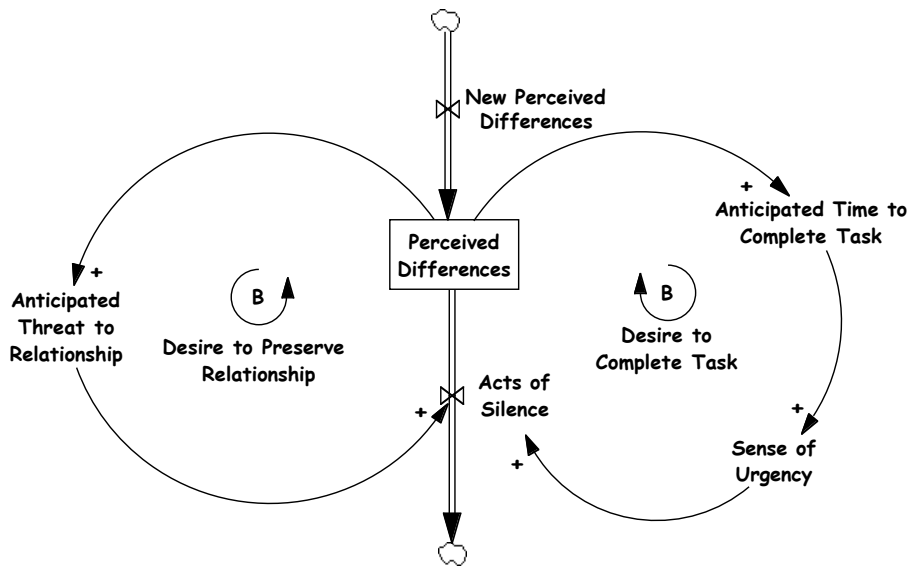 New Perceived
Differences
+
Anticipated Time to
Complete Task
Perceived
Differences
+
Anticipated
Threat to
Relationship
B
Desire to Preserve
Relationship
B
Desire to
Complete Task
+
Acts of
Silence
+
Sense of
Urgency
+